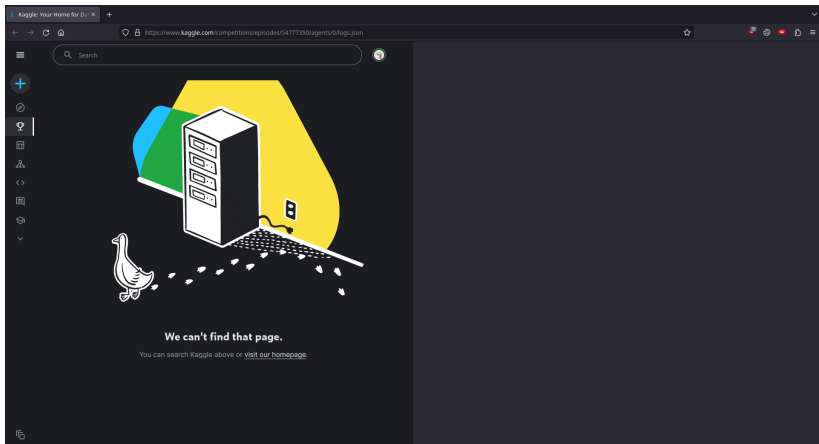 Kaggle: Your Home for Da
https://www.kaggle.com/competitions/episodes/54777350/agents/0/logs.json
Search
We can't find that page.
You can search Kaggle above or visit our homepage.